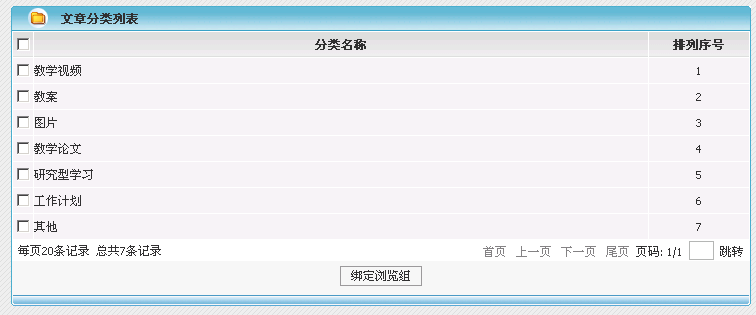 文章分类列表
分类名称 排列序号
教学视频 1
教案 2
图片 3
教学论文 4
研究型学习 5
工作计划 6
其他 7
每页20条记录 总共7条记录 首页 上一页 下一页 尾页 页码: 1/1 跳转
绑定浏览组